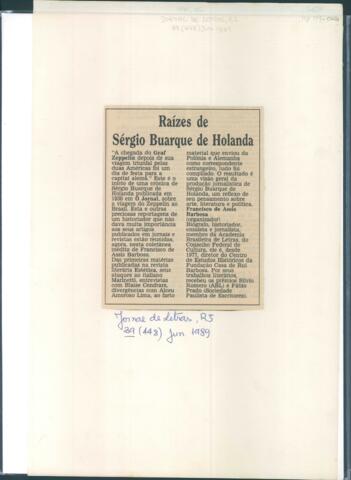 Raízes de
Sérgio Buarque de Holanda
"A chegada do Graf
Zeppelin depois de sua
viagem triunfal pelas
duas Américas foi um
dia de festa para a
capital alemã." Este é o
início de uma crônica de
Sérgio Buarque de
Holanda publicada em
1930 em O Jornal, sobre
a viagem do Zeppelin ao
Brasil. Esta e outras
preciosas reportagens de
um historiador que não
dava muita importância
aos seus artigos
publicados em jornais e
revistas estão reunidas,
agora, nesta coletânea
inédita de Francisco de
Assis Barbosa.
Das primeiras matérias
publicadas na revista
literária Estética, seus
ataques ao italiano
Marinetti, entrevistas
com Blaise Cendrars,
divergências com Alceu
Amoroso Lima, ao farto
material que enviou da
Polônia e Alemanha
como correspondente
estrangeiro, tudo foi
compilado. O resultado é
uma visão geral da
produção jornalística de
Sérgio Buarque de
Holanda, um reflexo de
seu pensamento sobre
arte, literatura e política.
Francisco de Assis
Barbosa
(organizador)
Biógrafo, historiador,
ensaísta e jornalista,
membro da Academia
Brasileira de Letras, do
Conselho Federal de
Cultura, ele é, desde
1977, diretor do Centro
de Estudos Históricos da
Fundação Casa de Rui
Barbosa. Por seus
trabalhos literários,
recebeu os prêmios Silvio
Romero (ABL) e Fábio
Prado (Sociedade
Paulista de Escritores).
Jornal de Letras, RJ
39 (448) jun 1989